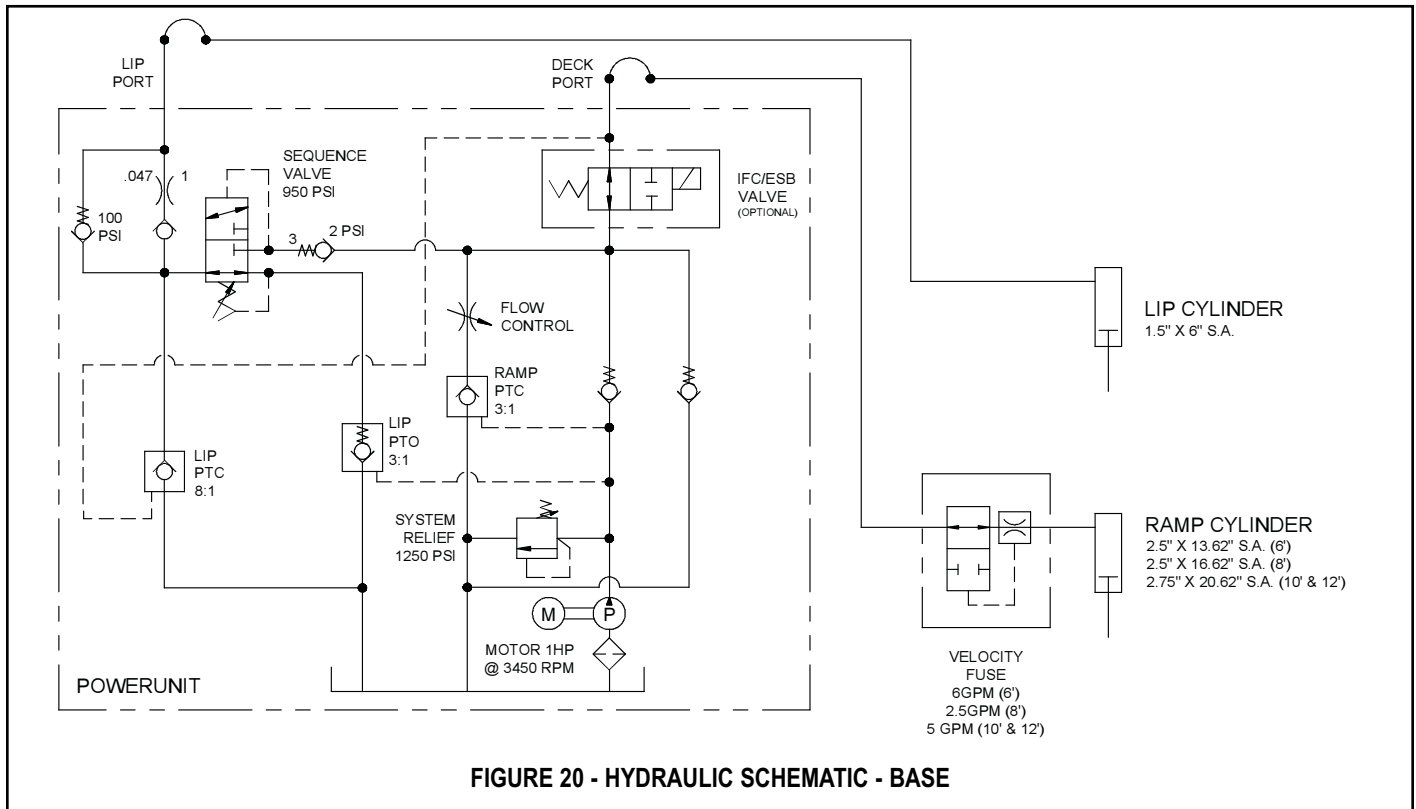 LIP
PORT
DECK
PORT
SEQUENCE
VALVE
950 PSI
.047
1
100
PSI
3
2 PSI
IFC/ESB
VALVE
(OPTIONAL)
FLOW
CONTROL
RAMP
PTC
3:1
LIP
PTO
3:1
LIP
PTC
8:1
SYSTEM
RELIEF
1250 PSI
M
P
MOTOR 1HP
@ 3450 RPM
POWERUNIT
LIP CYLINDER
1.5" X 6" S.A.
RAMP CYLINDER
2.5" X 13.62" S.A. (6')
2.5" X 16.62" S.A. (8')
2.75" X 20.62" S.A. (10' & 12')
VELOCITY
FUSE
6GPM (6')
2.5GPM (8')
5 GPM (10' & 12')
FIGURE 20 - HYDRAULIC SCHEMATIC - BASE